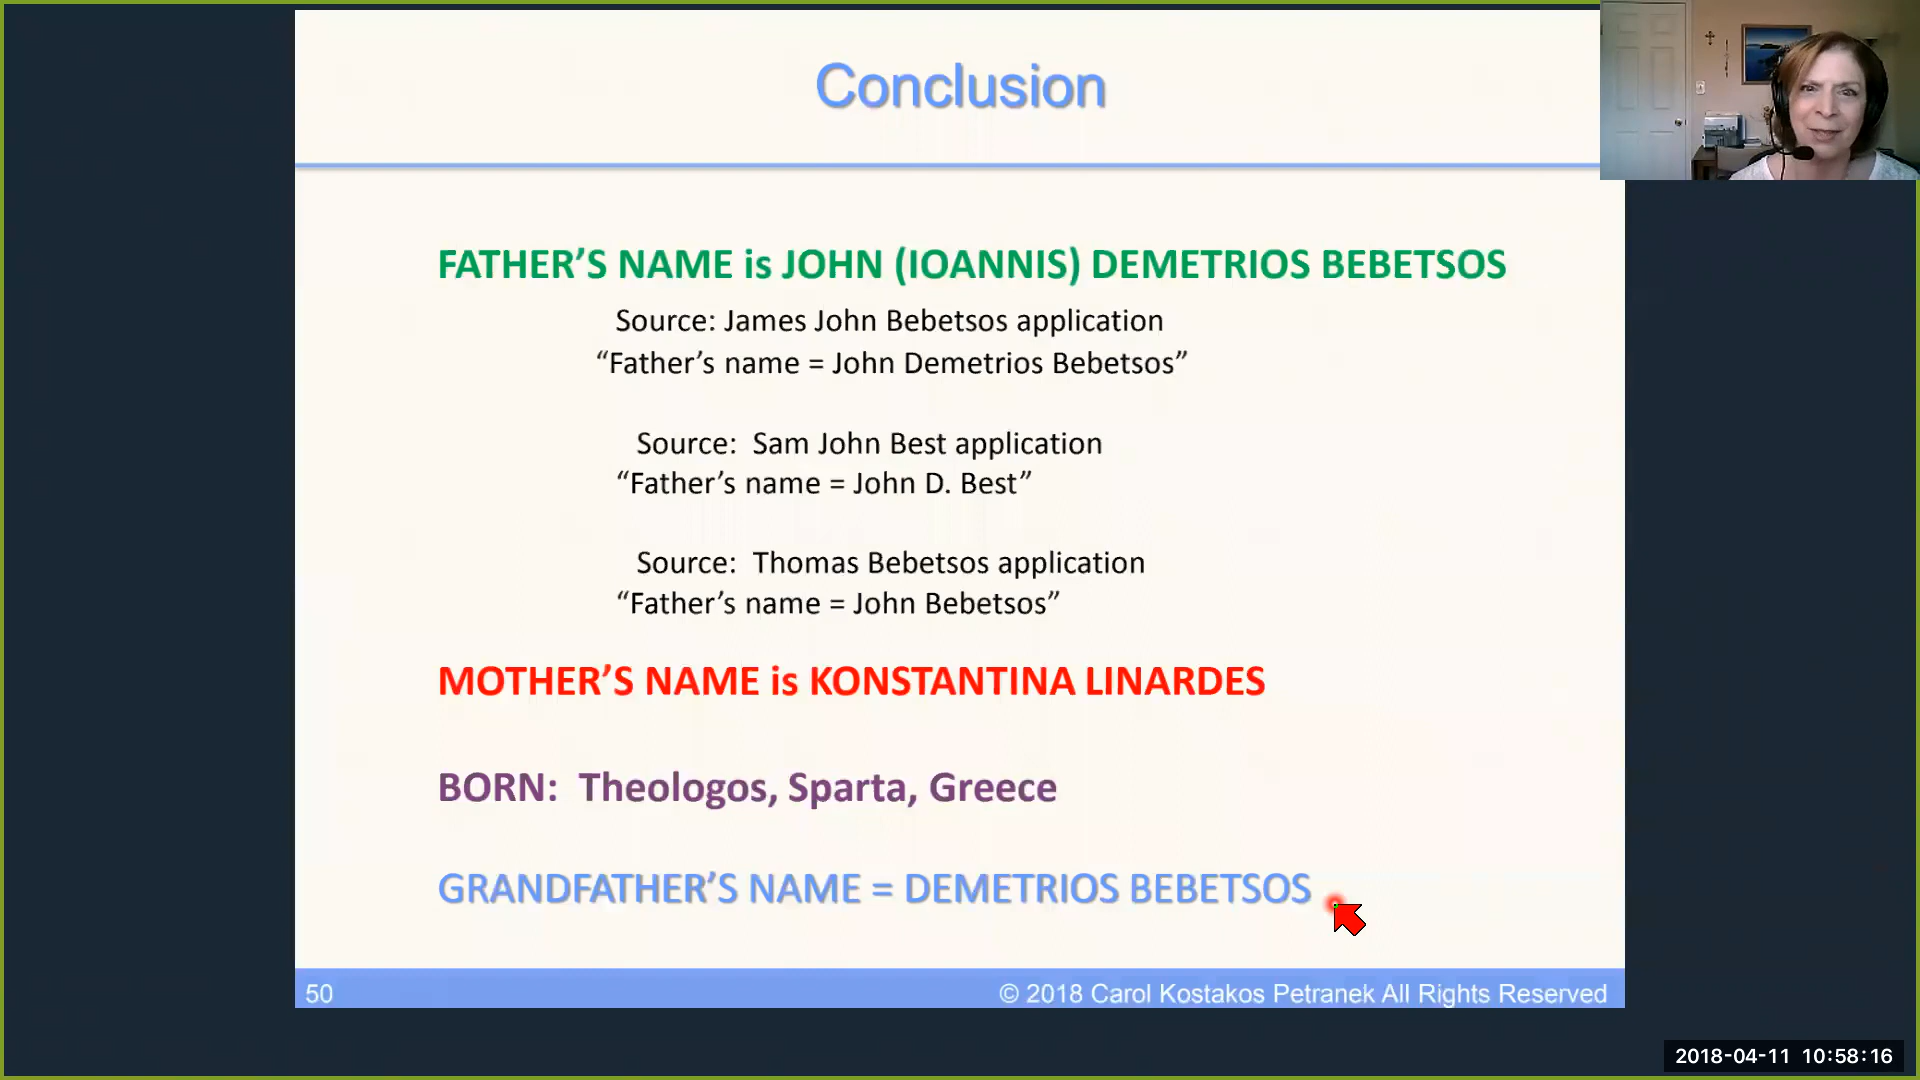 Conclusion
FATHER’S NAME is JOHN (IOANNIS) DEMETRIOS BEBETSOS
Source: James John Bebetsos application
“Father’s name = John Demetrios Bebetsos”
Source:  Sam John Best application
“Father’s name = John D. Best”
Source:  Thomas Bebetsos application
“Father’s name = John Bebetsos”
MOTHER’S NAME is KONSTANTINA LINARDES
BORN:  Theologos, Sparta, Greece
GRANDFATHER’S NAME = DEMETRIOS BEBETSOS
50
© 2018 Carol Kostakos Petranek All Rights Reserved
2018-04-11 10:58:16